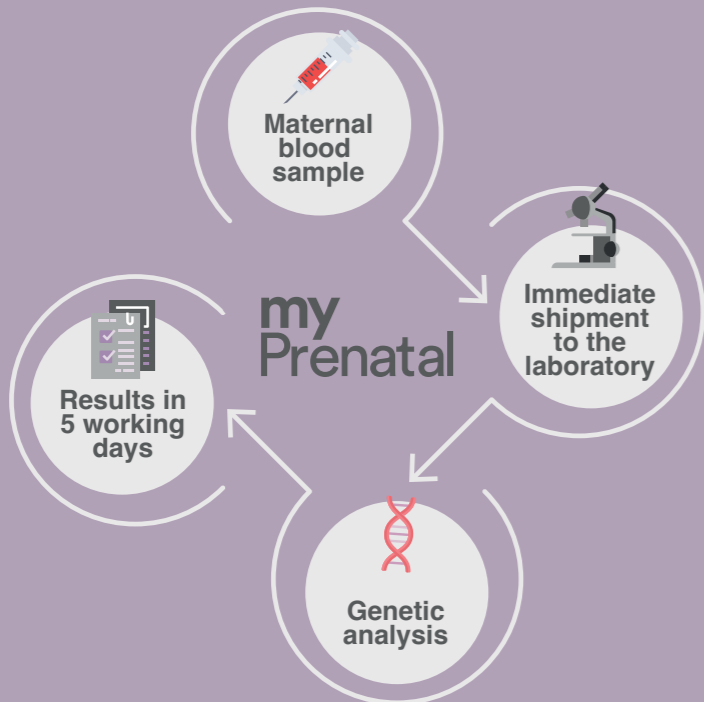 Maternal
blood
sample
Immediate
shipment
to the
laboratory
my
Prenatal
Results in
5 working
days
Genetic
analysis